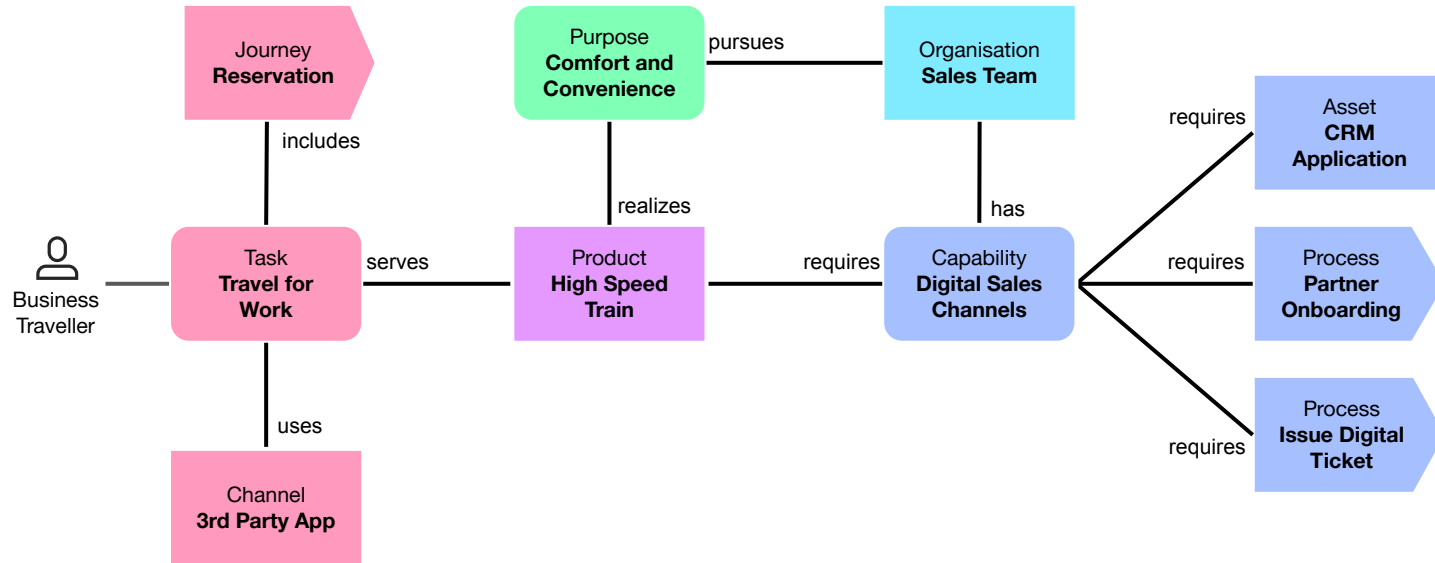 Journey
Reservation
Purpose
Comfort and
Convenience
pursues
Organisation
Sales Team
includes
requires
Asset
CRM
Application
realizes
has
Business
Traveller
Task
Travel for
Work
serves
Product
High Speed
Train
requires
Capability
Digital Sales
Channels
requires
Process
Partner
Onboarding
uses
Channel
3rd Party App
requires
Process
Issue Digital
Ticket